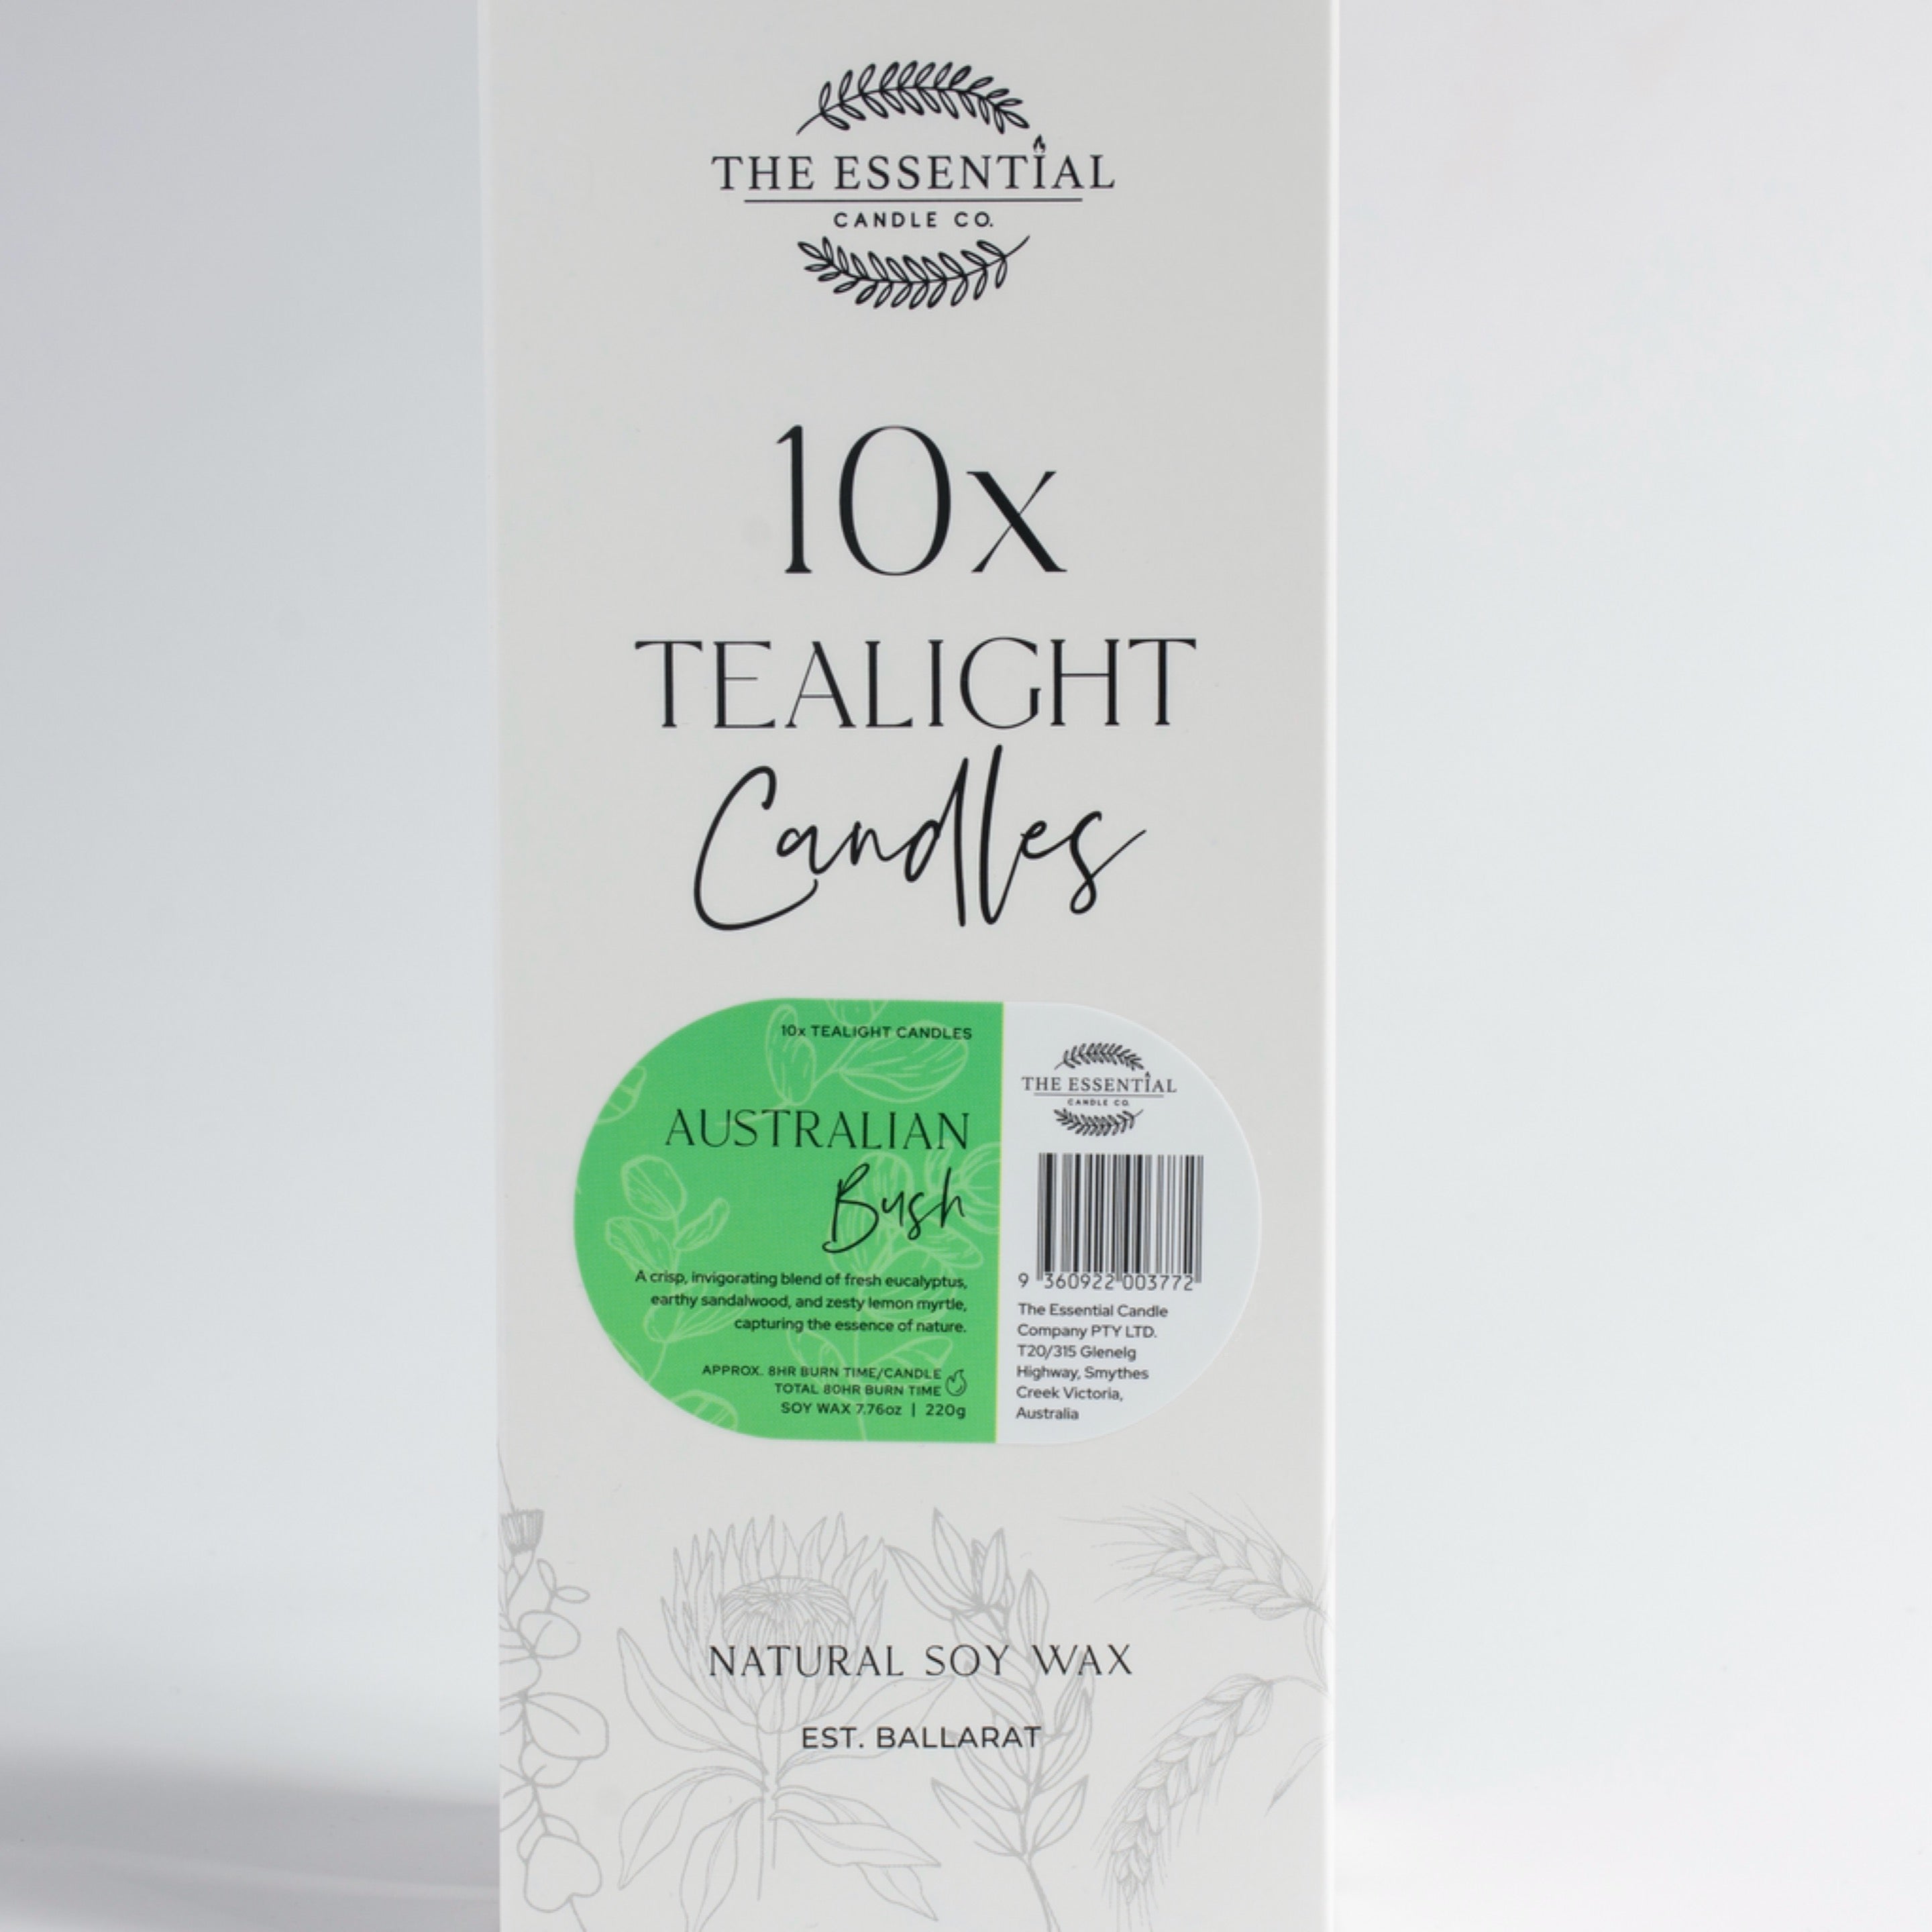 THE ESSENTIAL
CANDLE CO.
10x
TEALIGHT
Candles
10x TEALIGHT CANDLES
AUSTRALIAN
Bush
A crisp, invigorating blend of fresh eucalyptus,
earthy sandalwood, and zesty lemon myrtle,
capturing the essence of nature.
APPROX. 8HR BURN TIME/CANDLE
TOTAL 80HR BURN TIME
SOY WAX 7.76oz | 220g
THE ESSENTIAL
CANDLE CO.
9 360922 003772
The Essential Candle
Company PTY LTD.
T20/315 Glenelg
Highway, Smythes
Creek Victoria,
Australia
NATURAL SOY WAX
EST. BALLARAT